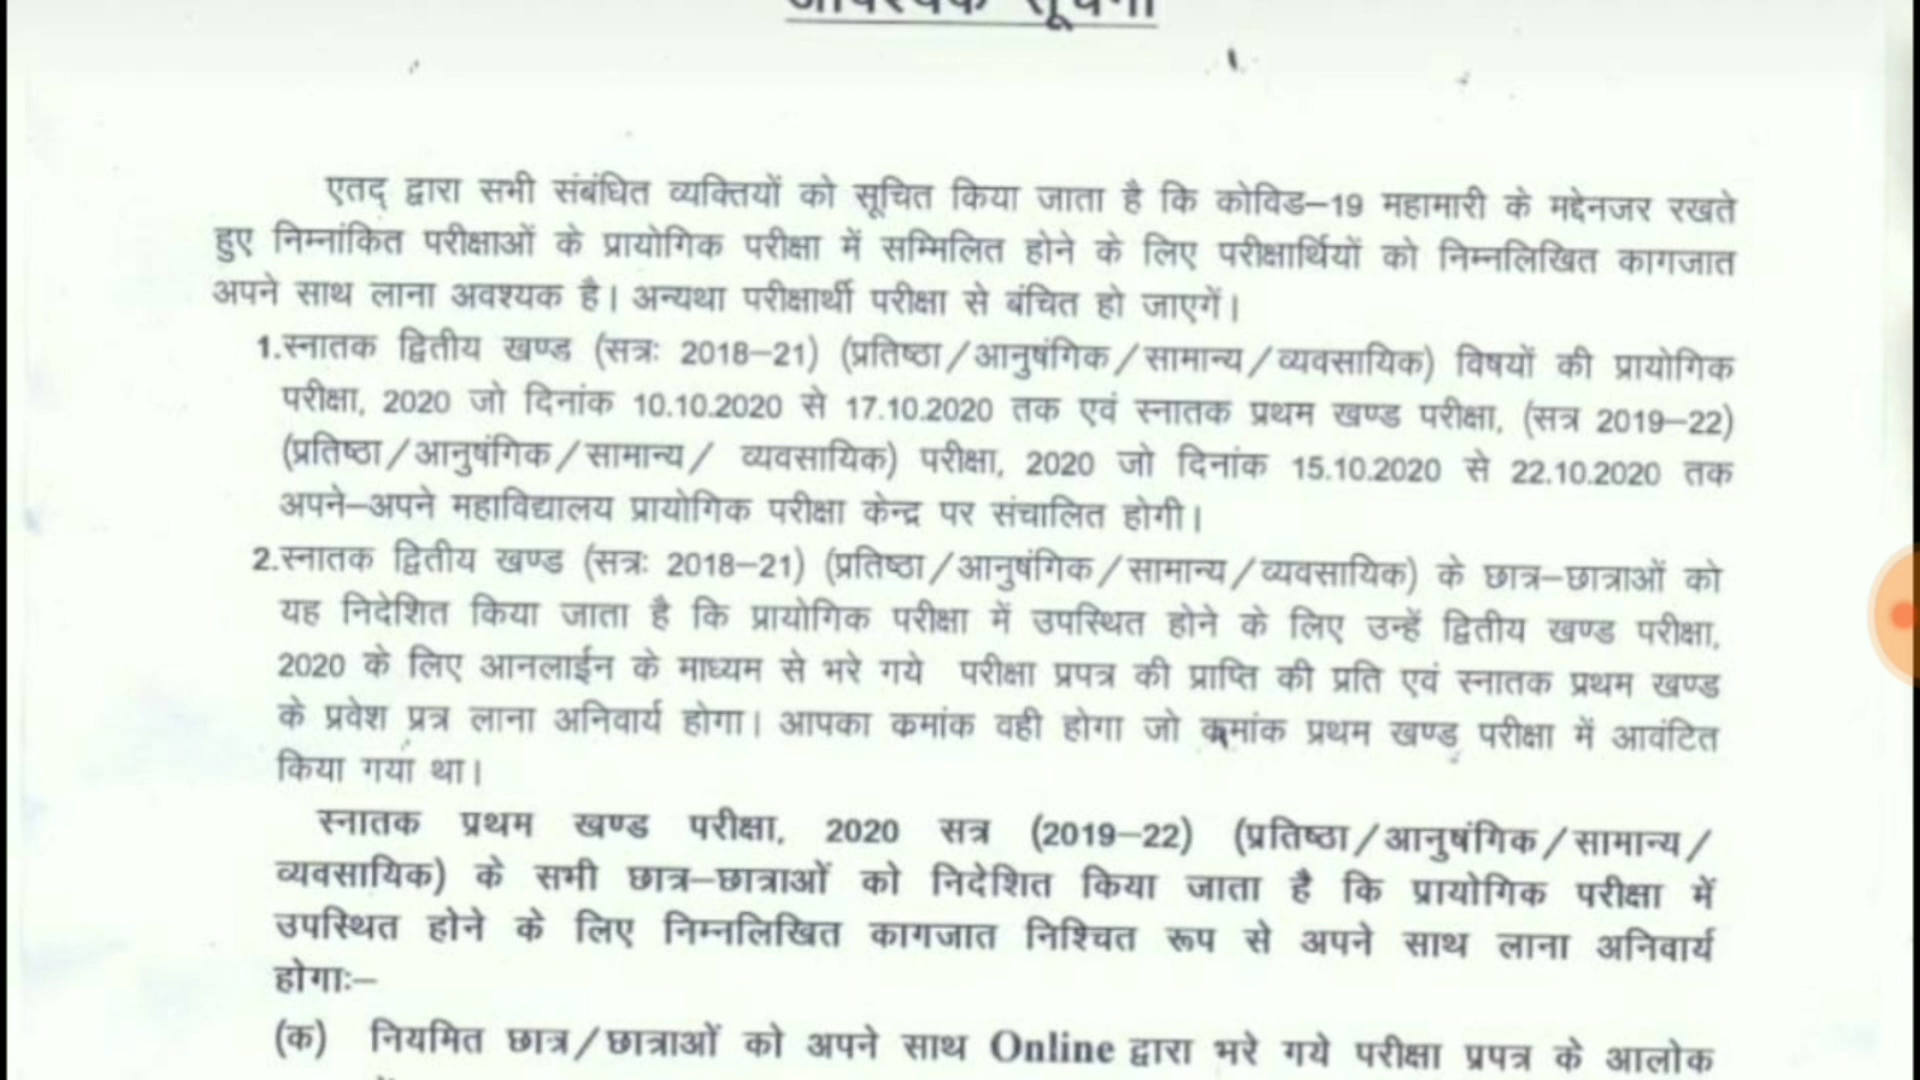 आवश्यक सूचना
एतद् द्वारा सभी संबंधित व्यक्तियों को सूचित किया जाता है कि कोविड–19 महामारी के मद्देनजर रखते
हुए निम्नांकित परीक्षाओं के प्रायोगिक परीक्षा में सम्मिलित होने के लिए परीक्षार्थियों को निम्नलिखित कागजात
अपने साथ लाना अवश्यक है। अन्यथा परीक्षार्थी परीक्षा से बंचित हो जाएगें।
1.स्नातक द्वितीय खण्ड (सत्रः 2018–21) (प्रतिष्ठा/आनुषंगिक/सामान्य/व्यवसायिक) विषयों की प्रायोगिक
परीक्षा, 2020 जो दिनांक 10.10.2020 से 17.10.2020 तक एवं स्नातक प्रथम खण्ड परीक्षा, (सत्र 2019–22)
(प्रतिष्ठा/आनुषंगिक/सामान्य/ व्यवसायिक) परीक्षा, 2020 जो दिनांक 15.10.2020 से 22.10.2020 तक
अपने–अपने महाविद्यालय प्रायोगिक परीक्षा केन्द्र पर संचालित होगी।
2.स्नातक द्वितीय खण्ड (सत्रः 2018–21) (प्रतिष्ठा/आनुषंगिक/सामान्य/व्यवसायिक) के छात्र–छात्राओं को
यह निदेशित किया जाता है कि प्रायोगिक परीक्षा में उपस्थित होने के लिए उन्हें द्वितीय खण्ड परीक्षा,
2020 के लिए आनलाईन के माध्यम से भरे गये परीक्षा प्रपत्र की प्राप्ति की प्रति एवं स्नातक प्रथम खण्ड
के प्रवेश प्रत्र लाना अनिवार्य होगा। आपका कमांक वही होगा जो क्रमांक प्रथम खण्ड परीक्षा में आवंटित
किया गया था।
स्नातक प्रथम खण्ड परीक्षा, 2020 सत्र (2019–22) (प्रतिष्ठा/आनुषंगिक/सामान्य/
व्यवसायिक) के सभी छात्र–छात्राओं को निदेशित किया जाता है कि प्रायोगिक परीक्षा में
उपस्थित होने के लिए निम्नलिखित कागजात निश्चित रूप से अपने साथ लाना अनिवार्य
होगाः–
(क) नियमित छात्र/छात्राओं को अपने साथ Online द्वारा भरे गये परीक्षा प्रपत्र के आलोक